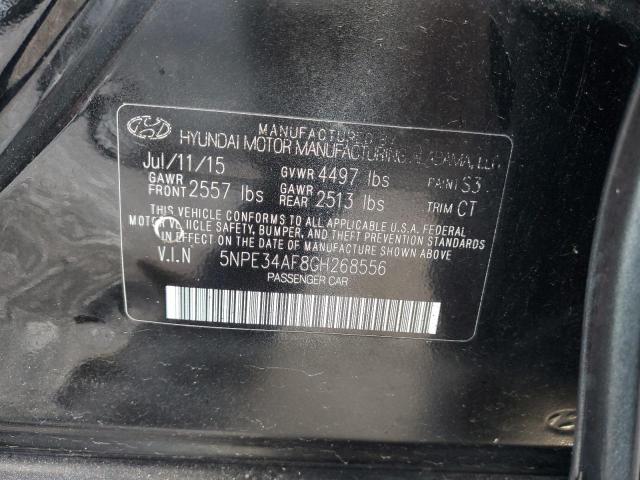 MANUFACTURED
HYUNDAI MOTOR MANUFACTURING ALABAMA, LLC
Jul/11/15 GVWR 4497 lbs PAINT S3
GAWR FRONT 2557 lbs GAWR REAR 2513 lbs TRIM CT
THIS VEHICLE CONFORMS TO ALL APPLICABLE U.S.A. FEDERAL
VEHICLE SAFETY, BUMPER, AND THEFT PREVENTION STANDARDS
IN EFFECT ON THE DATE OF MANUFACTURE SHOWN ABOVE
V.I.N 5NPE34AF8GH268556
PASSENGER CAR